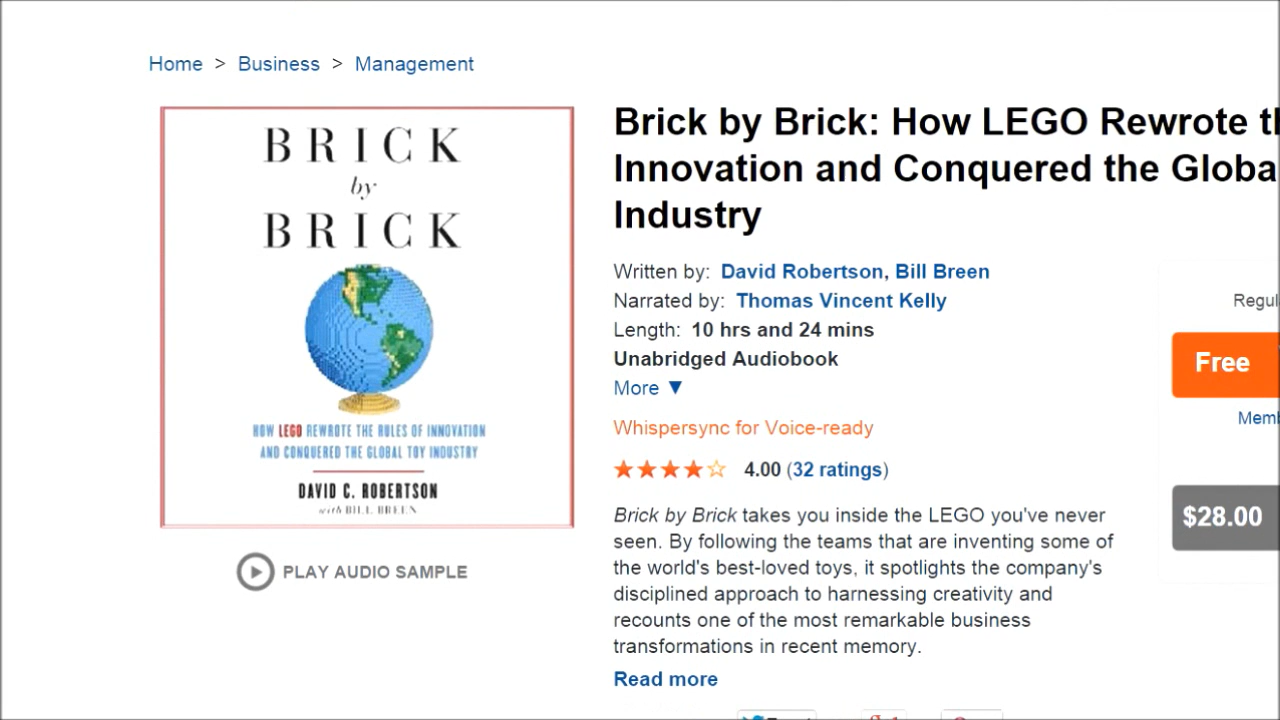 Home > Business > Management
BRICK
by
BRICK
HOW LEGO REWROTE THE RULES OF INNOVATION
AND CONQUERED THE GLOBAL TOY INDUSTRY
DAVID C. ROBERTSON
with BILL BREEN
PLAY AUDIO SAMPLE
Brick by Brick: How LEGO Rewrote
Innovation and Conquered the Globa
Industry
Written by: David Robertson, Bill Breen
Narrated by: Thomas Vincent Kelly
Length: 10 hrs and 24 mins
Unabridged Audiobook
More ▼
Whispersync for Voice-ready
4.00 (32 ratings)
Brick by Brick takes you inside the LEGO you've never
seen. By following the teams that are inventing some of
the world's best-loved toys, it spotlights the company's
disciplined approach to harnessing creativity and
recounts one of the most remarkable business
transformations in recent memory.
Read more
Regul
Free
Memb
$28.00